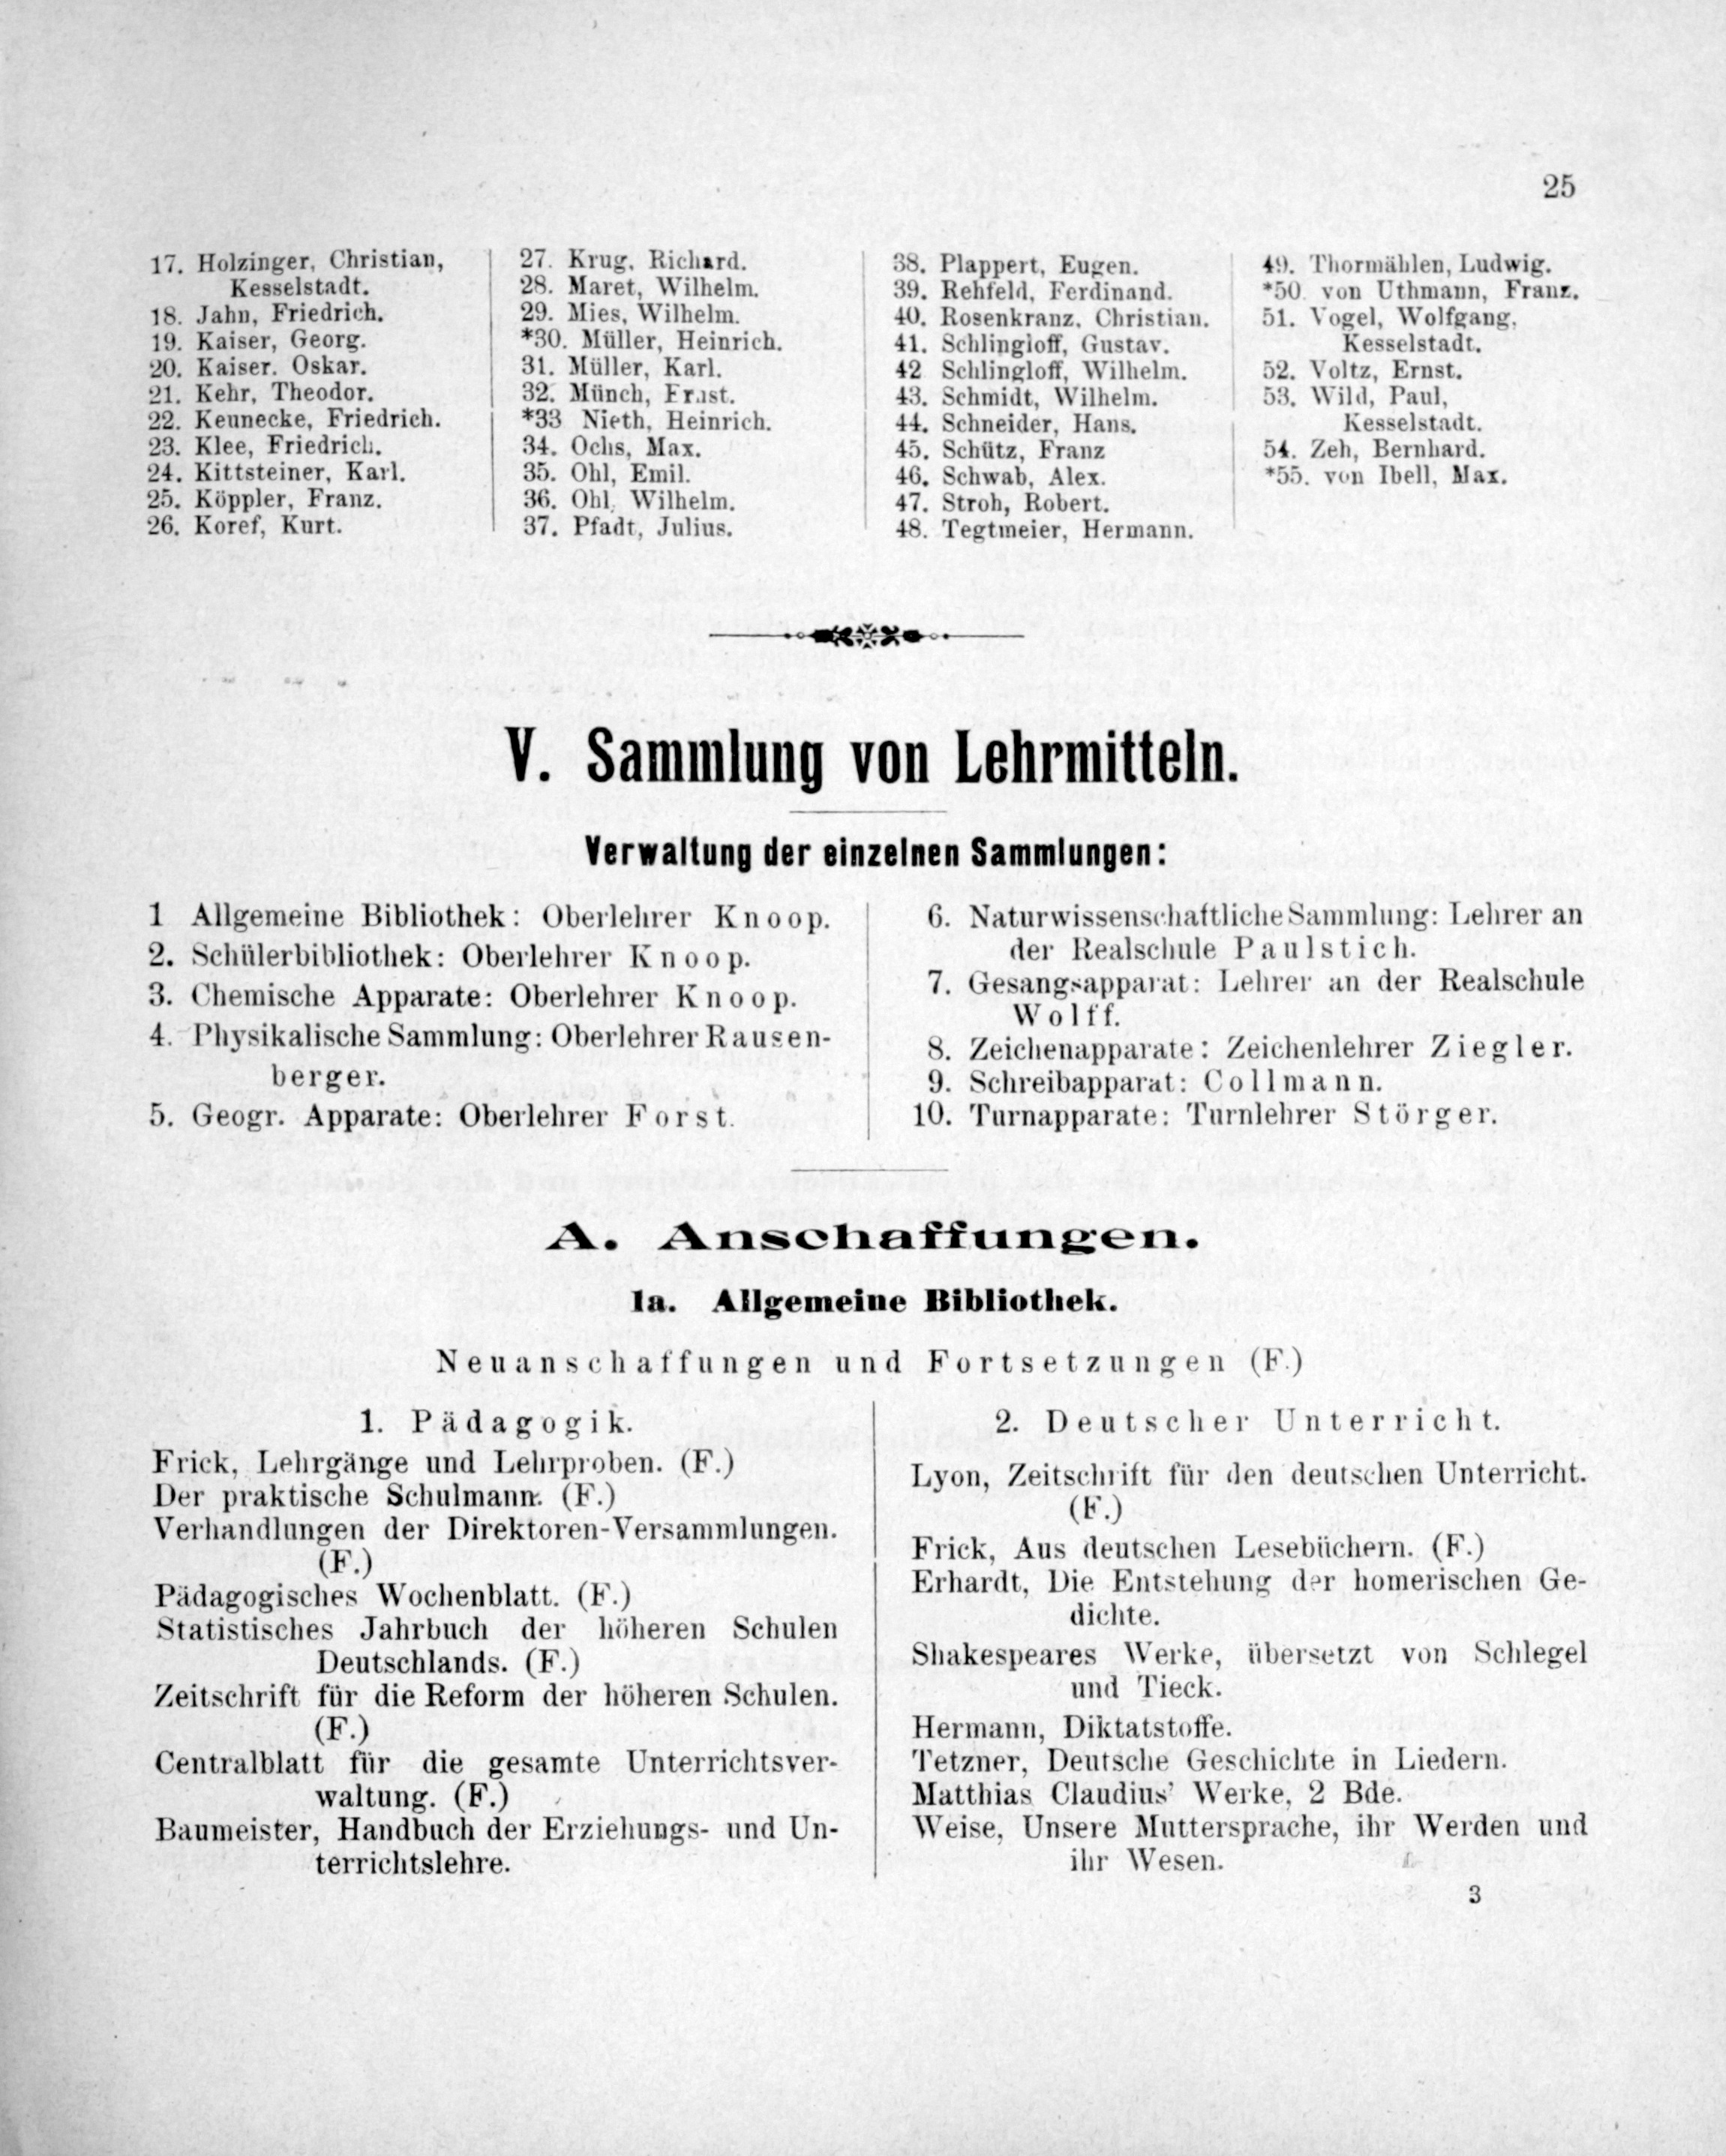 25
17. Holzinger, Christian,
Kesselstadt.
18. Jahn, Friedrich.
19. Kaiser, Georg.
20. Kaiser. Oskar.
21. Kehr, Theodor.
22. Keunecke, Friedrich.
23. Klee, Friedrich.
24. Kittsteiner, Karl.
25. Köppler, Franz.
26. Koref, Kurt.
27. Krug, Richard.
28. Maret, Wilhelm.
29. Mies, Wilhelm.
*30. Müller, Heinrich.
31. Müller, Karl.
32. Münch, Ernst.
*33 Nieth, Heinrich.
34. Ochs, Max.
35. Ohl, Emil.
36. Ohl, Wilhelm.
37. Pfadt, Julius.
38. Plappert, Eugen.
39. Rehfeld, Ferdinand.
40. Rosenkranz, Christian.
41. Schlingloff, Gustav.
42 Schlingloff, Wilhelm.
43. Schmidt, Wilhelm.
44. Schneider, Hans.
45. Schütz, Franz
46. Schwab, Alex.
47. Stroh, Robert.
48. Tegtmeier, Hermann.
49. Thormählen, Ludwig.
*50. von Uthmann, Franz.
51. Vogel, Wolfgang,
Kesselstadt.
52. Voltz, Ernst.
53. Wild, Paul,
Kesselstadt.
54. Zeh, Bernhard.
*55. von Ibell, Max.
V. Sammlung von Lehrmitteln.
Verwaltung der einzelnen Sammlungen:
1 Allgemeine Bibliothek: Oberlehrer Knoop.
2. Schülerbibliothek: Oberlehrer Knoop.
3. Chemische Apparate: Oberlehrer Knoop.
4. Physikalische Sammlung: Oberlehrer Rausen-
berger.
5. Geogr. Apparate: Oberlehrer Forst.
6. Naturwissenschaftliche Sammlung: Lehrer an
der Realschule Paulstich.
7. Gesangsapparat: Lehrer an der Realschule
Wolff.
8. Zeichenapparate: Zeichenlehrer Ziegler.
9. Schreibapparat: Collmann.
10. Turnapparate: Turnlehrer Störger.
A. Anschaffungen.
1a. Allgemeine Bibliothek.
Neuanschaffungen und Fortsetzungen (F.)
1. Pädagogik.
Frick, Lehrgänge und Lehrproben. (F.)
Der praktische Schulmann. (F.)
Verhandlungen der Direktoren-Versammlungen.
(F.)
Pädagogisches Wochenblatt. (F.)
Statistisches Jahrbuch der höheren Schulen
Deutschlands. (F.)
Zeitschrift für die Reform der höheren Schulen.
(F.)
Centralblatt für die gesamte Unterrichtsver-
waltung. (F.)
Baumeister, Handbuch der Erziehungs- und Un-
terrichtslehre.
2. Deutscher Unterricht.
Lyon, Zeitschrift für den deutschen Unterricht.
(F.)
Frick, Aus deutschen Lesebüchern. (F.)
Erhardt, Die Entstehung der homerischen Ge-
dichte.
Shakespeares Werke, übersetzt von Schlegel
und Tieck.
Hermann, Diktatstoffe.
Tetzner, Deutsche Geschichte in Liedern.
Matthias Claudius' Werke, 2 Bde.
Weise, Unsere Muttersprache, ihr Werden und
ihr Wesen.
3